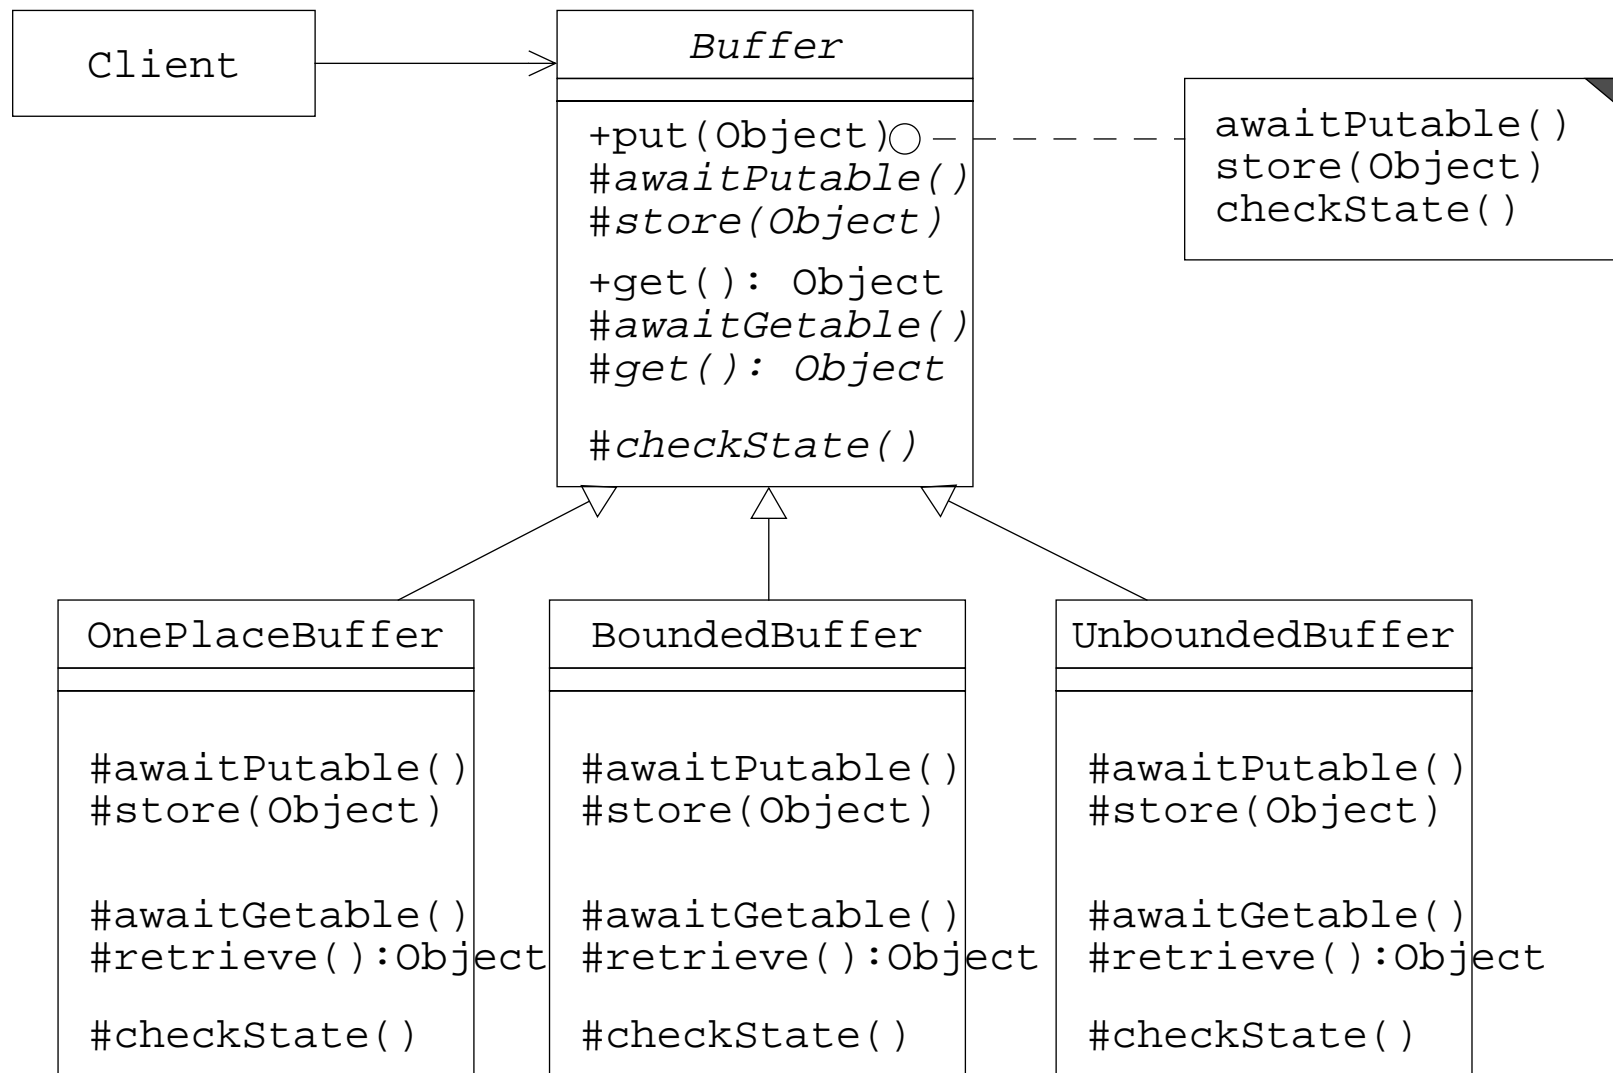 Client
Buffer
+put(Object)
#awaitPutable()
#store(Object)
+get(): Object
#awaitGetable()
#get(): Object
#checkState()
awaitPutable()
store(Object)
checkState()
OnePlaceBuffer
#awaitPutable()
#store(Object)
#awaitGetable()
#retrieve():Object
#checkState()
BoundedBuffer
#awaitPutable()
#store(Object)
#awaitGetable()
#retrieve():Object
#checkState()
UnboundedBuffer
#awaitPutable()
#store(Object)
#awaitGetable()
#retrieve():Object
#checkState()